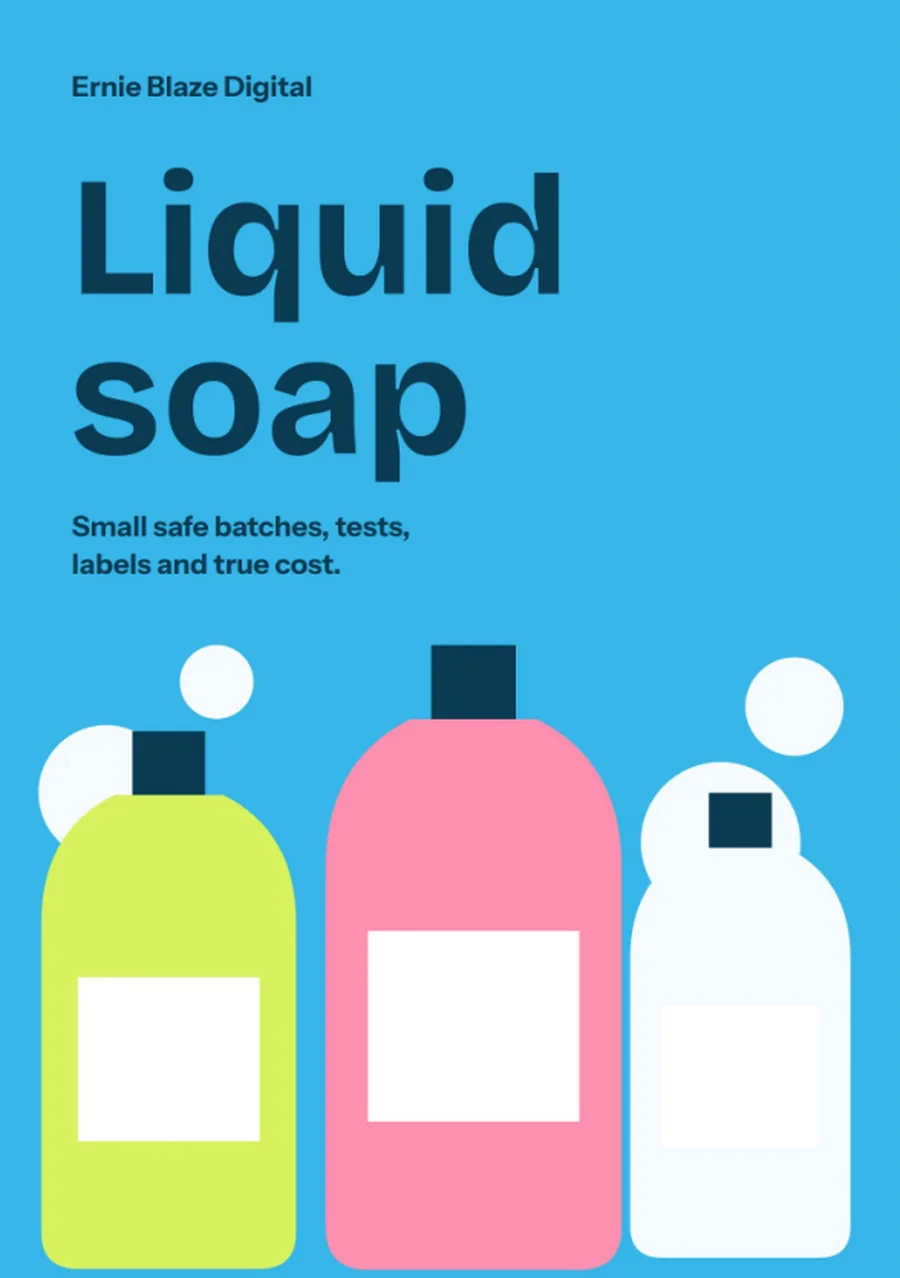 Ernie Blaze Digital
Liquid
soap
Small safe batches, tests,
labels and true cost.